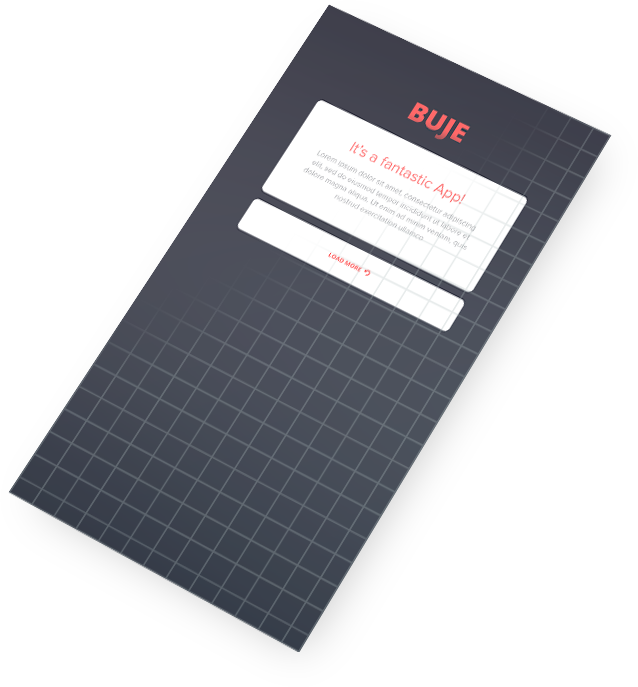 BUJE
It's a fantastic App!
Lorem ipsum dolor sit amet, consectetur adipiscing
elit, sed do eiusmod tempor incididunt ut labore et
dolore magna aliqua. Ut enim ad minim veniam, quis
nostrud exercitation ullamco.
LOAD MORE